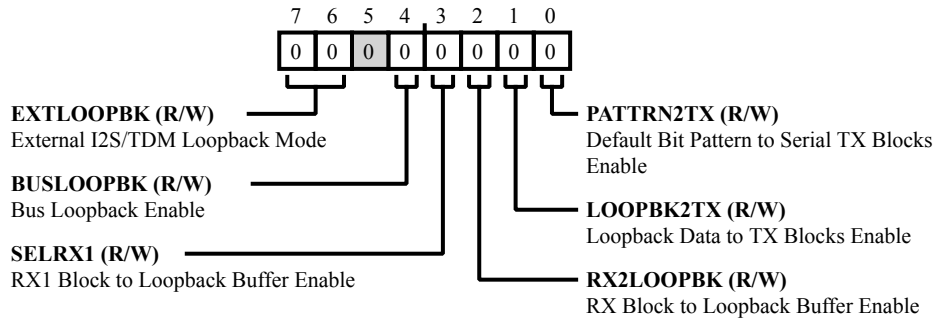 7 6 5 4 3 2 1 0
0 0 0 0 0 0 0 0
EXTLOOPBK (R/W)
External I2S/TDM Loopback Mode
BUSLOOPBK (R/W)
Bus Loopback Enable
SELRX1 (R/W)
RX1 Block to Loopback Buffer Enable
PATTRN2TX (R/W)
Default Bit Pattern to Serial TX Blocks
Enable
LOOPBK2TX (R/W)
Loopback Data to TX Blocks Enable
RX2LOOPBK (R/W)
RX Block to Loopback Buffer Enable